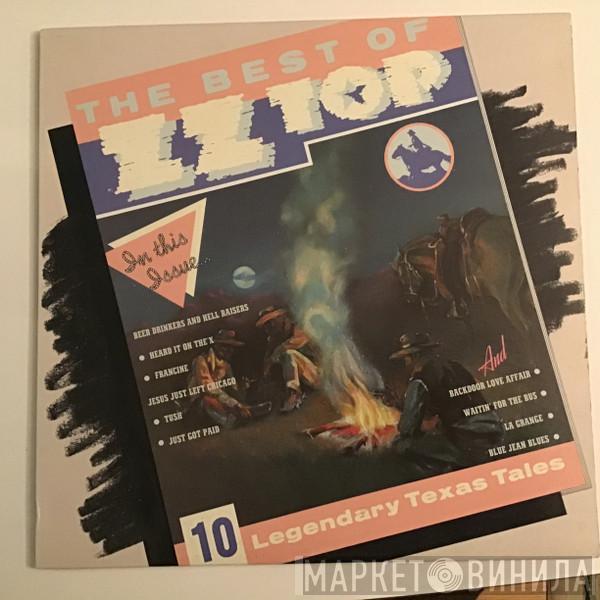 THE BEST OF
ZZ TOP
In this
Issue...
BEER DRINKERS AND HELL RAISERS
• HEARD IT ON THE X
• FRANCINE
JESUS JUST LEFT CHICAGO
• TUSH
• JUST GOT PAID
And
BACKDOOR LOVE AFFAIR •
WAITIN' FOR THE BUS •
LA GRANGE •
BLUE JEAN BLUES •
10 Legendary Texas Tales
МАРКЕТ ВИНИЛА